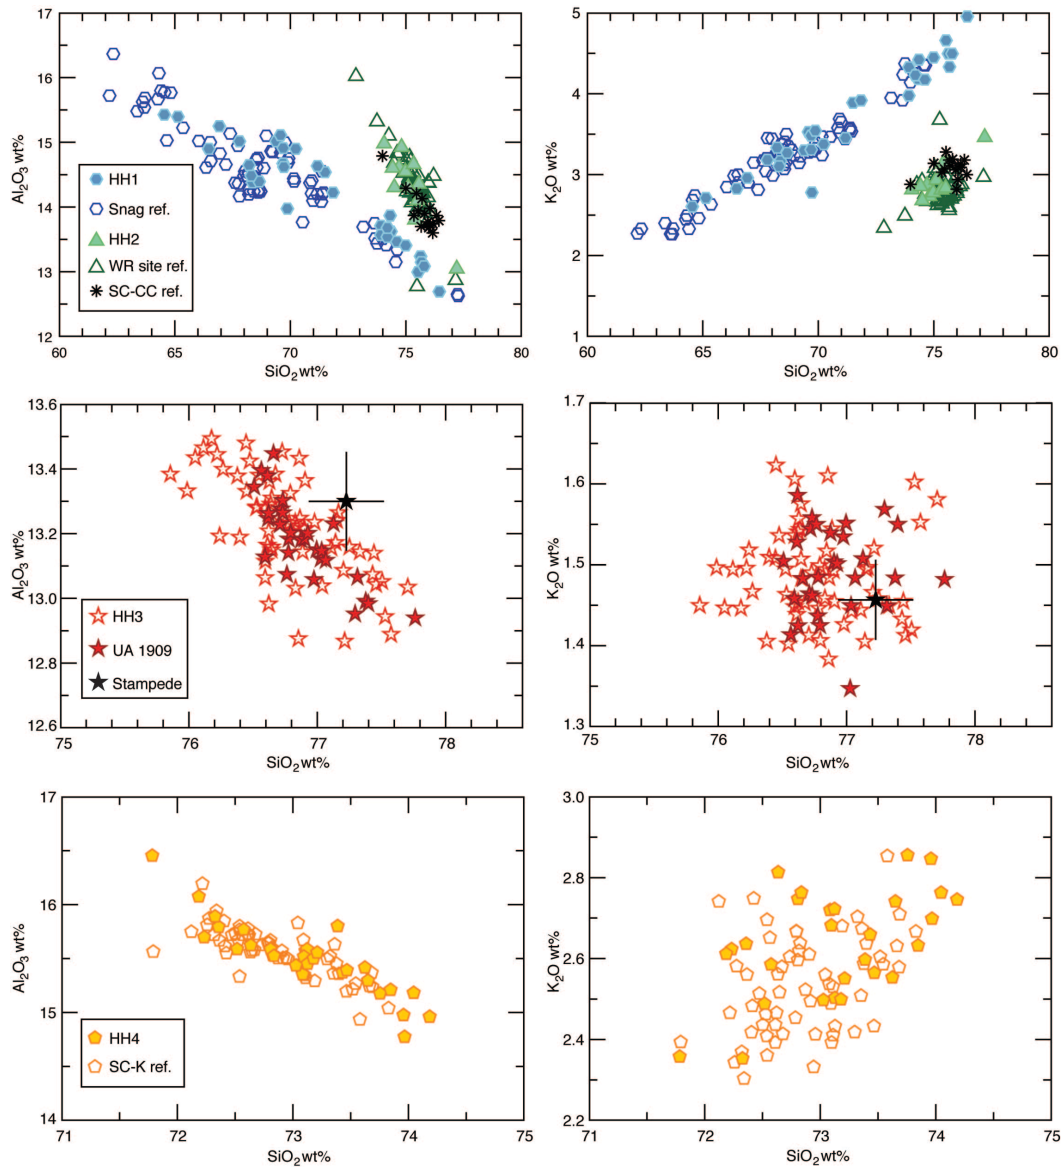 17
16
15
14
13
12
Al₂O₃ wt%
HH1
Snag ref.
HH2
WR site ref.
SC-CC ref.
60
65
70
75
80
SiO₂ wt%
5
4
3
2
1
K₂O wt%
60
65
70
75
80
SiO₂ wt%
13.6
13.4
13.2
13.0
12.8
12.6
Al₂O₃ wt%
HH3
UA 1909
Stampede
75
76
77
78
SiO₂ wt%
1.7
1.6
1.5
1.4
1.3
K₂O wt%
75
76
77
78
SiO₂ wt%
17
16
15
14
Al₂O₃ wt%
HH4
SC-K ref.
71
72
73
74
75
SiO₂ wt%
3.0
2.8
2.6
2.4
2.2
K₂O wt%
71
72
73
74
75
SiO₂ wt%